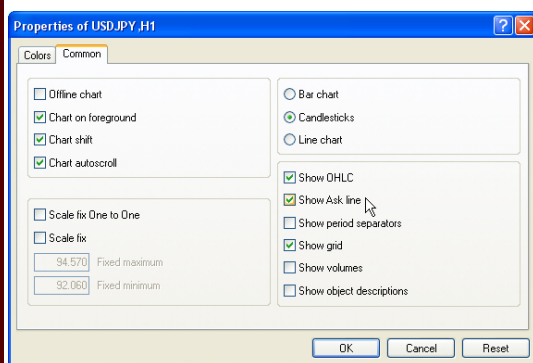 Properties of USDJPY,H1
Colors
Common
Offline chart
Chart on foreground
Chart shift
Chart autoscroll
Scale fix One to One
Scale fix
94.570 Fixed maximum
92.060 Fixed minimum
Bar chart
Candlesticks
Line chart
Show OHLC
Show Ask line
Show period separators
Show grid
Show volumes
Show object descriptions
OK
Cancel
Reset